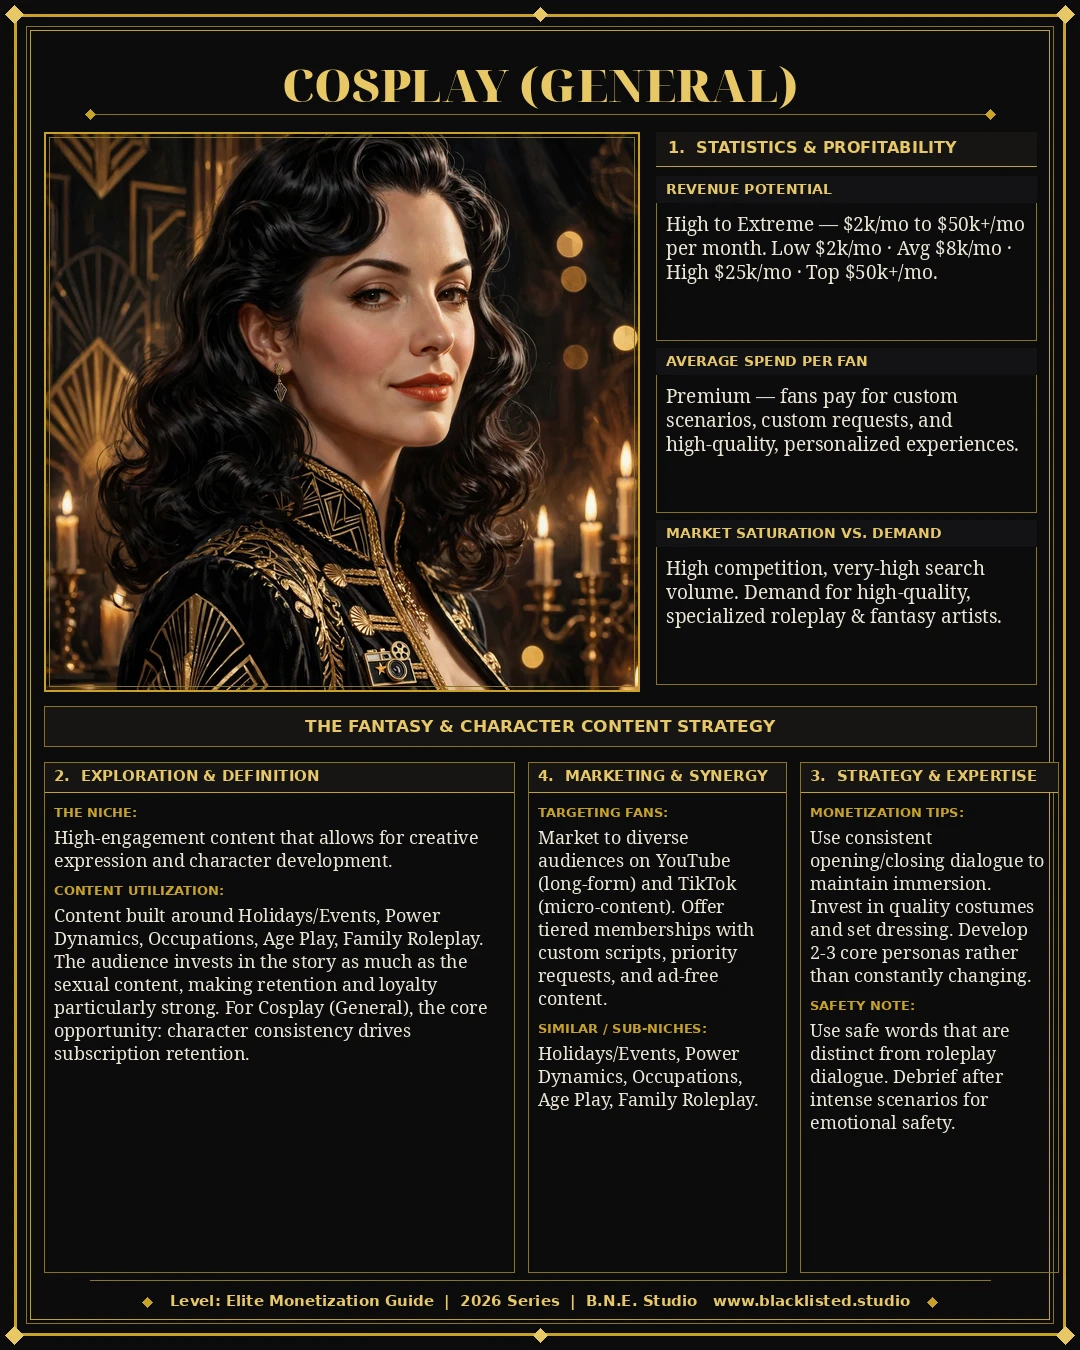 COSPLAY (GENERAL)
1. STATISTICS & PROFITABILITY
REVENUE POTENTIAL
High to Extreme — $2k/mo to $50k+/mo
per month. Low $2k/mo · Avg $8k/mo ·
High $25k/mo · Top $50k+/mo.
AVERAGE SPEND PER FAN
Premium — fans pay for custom
scenarios, custom requests, and
high-quality, personalized experiences.
MARKET SATURATION VS. DEMAND
High competition, very-high search
volume. Demand for high-quality,
specialized roleplay & fantasy artists.
THE FANTASY & CHARACTER CONTENT STRATEGY
2. EXPLORATION & DEFINITION
THE NICHE:
High-engagement content that allows for creative
expression and character development.
CONTENT UTILIZATION:
Content built around Holidays/Events, Power
Dynamics, Occupations, Age Play, Family Roleplay.
The audience invests in the story as much as the
sexual content, making retention and loyalty
particularly strong. For Cosplay (General), the core
opportunity: character consistency drives
subscription retention.
4. MARKETING & SYNERGY
TARGETING FANS:
Market to diverse
audiences on YouTube
(long-form) and TikTok
(micro-content). Offer
tiered memberships with
custom scripts, priority
requests, and ad-free
content.
SIMILAR / SUB-NICHES:
Holidays/Events, Power
Dynamics, Occupations,
Age Play, Family Roleplay.
3. STRATEGY & EXPERTISE
MONETIZATION TIPS:
Use consistent
opening/closing dialogue to
maintain immersion.
Invest in quality costumes
and set dressing. Develop
2-3 core personas rather
than constantly changing.
SAFETY NOTE:
Use safe words that are
distinct from roleplay
dialogue. Debrief after
intense scenarios for
emotional safety.
Level: Elite Monetization Guide | 2026 Series | B.N.E. Studio www.blacklisted.studio